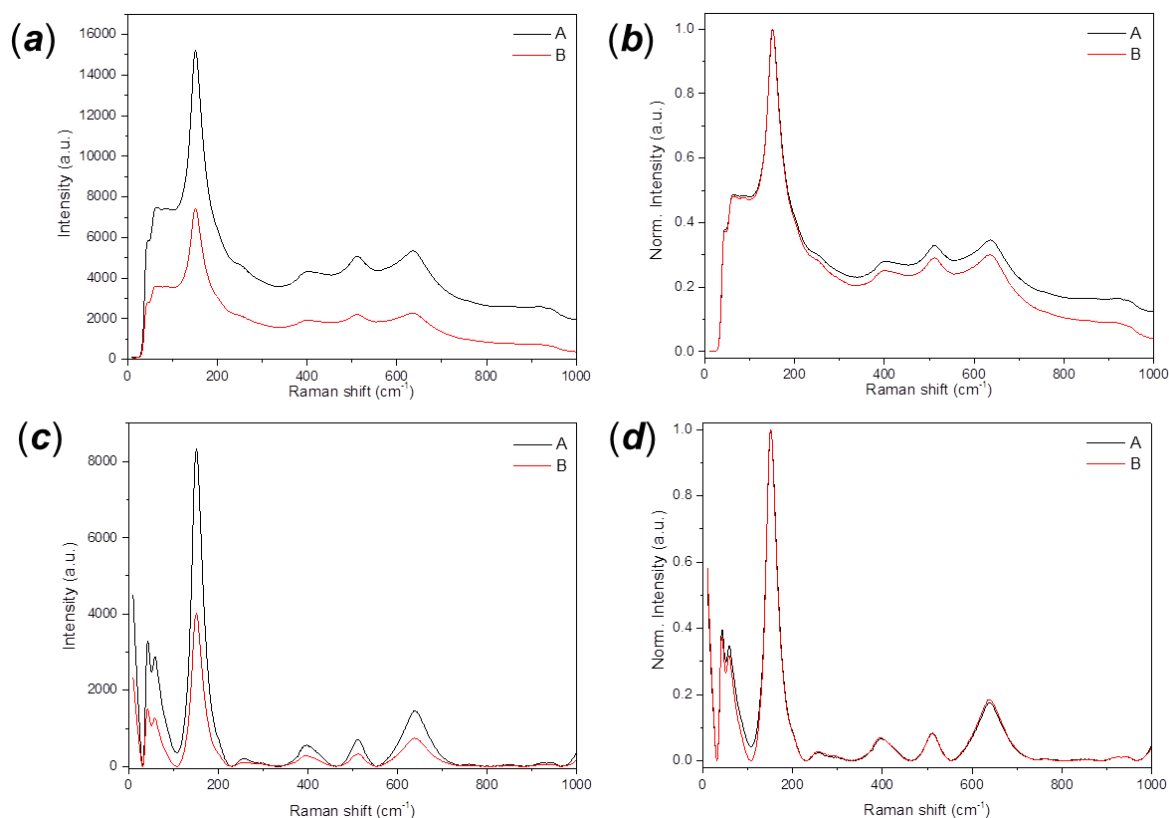 (a)
A
B
Intensity (a.u.)
16000
14000
12000
10000
8000
6000
4000
2000
0
0 200 400 600 800 1000
Raman shift (cm-1)
(b)
A
B
Norm. Intensity (a.u.)
1.0
0.8
0.6
0.4
0.2
0.0
0 200 400 600 800 1000
Raman shift (cm-1)
(c)
A
B
Intensity (a.u.)
8000
6000
4000
2000
0
0 200 400 600 800 1000
Raman shift (cm-1)
(d)
A
B
Norm. Intensity (a.u.)
1.0
0.8
0.6
0.4
0.2
0.0
0 200 400 600 800 1000
Raman shift (cm-1)